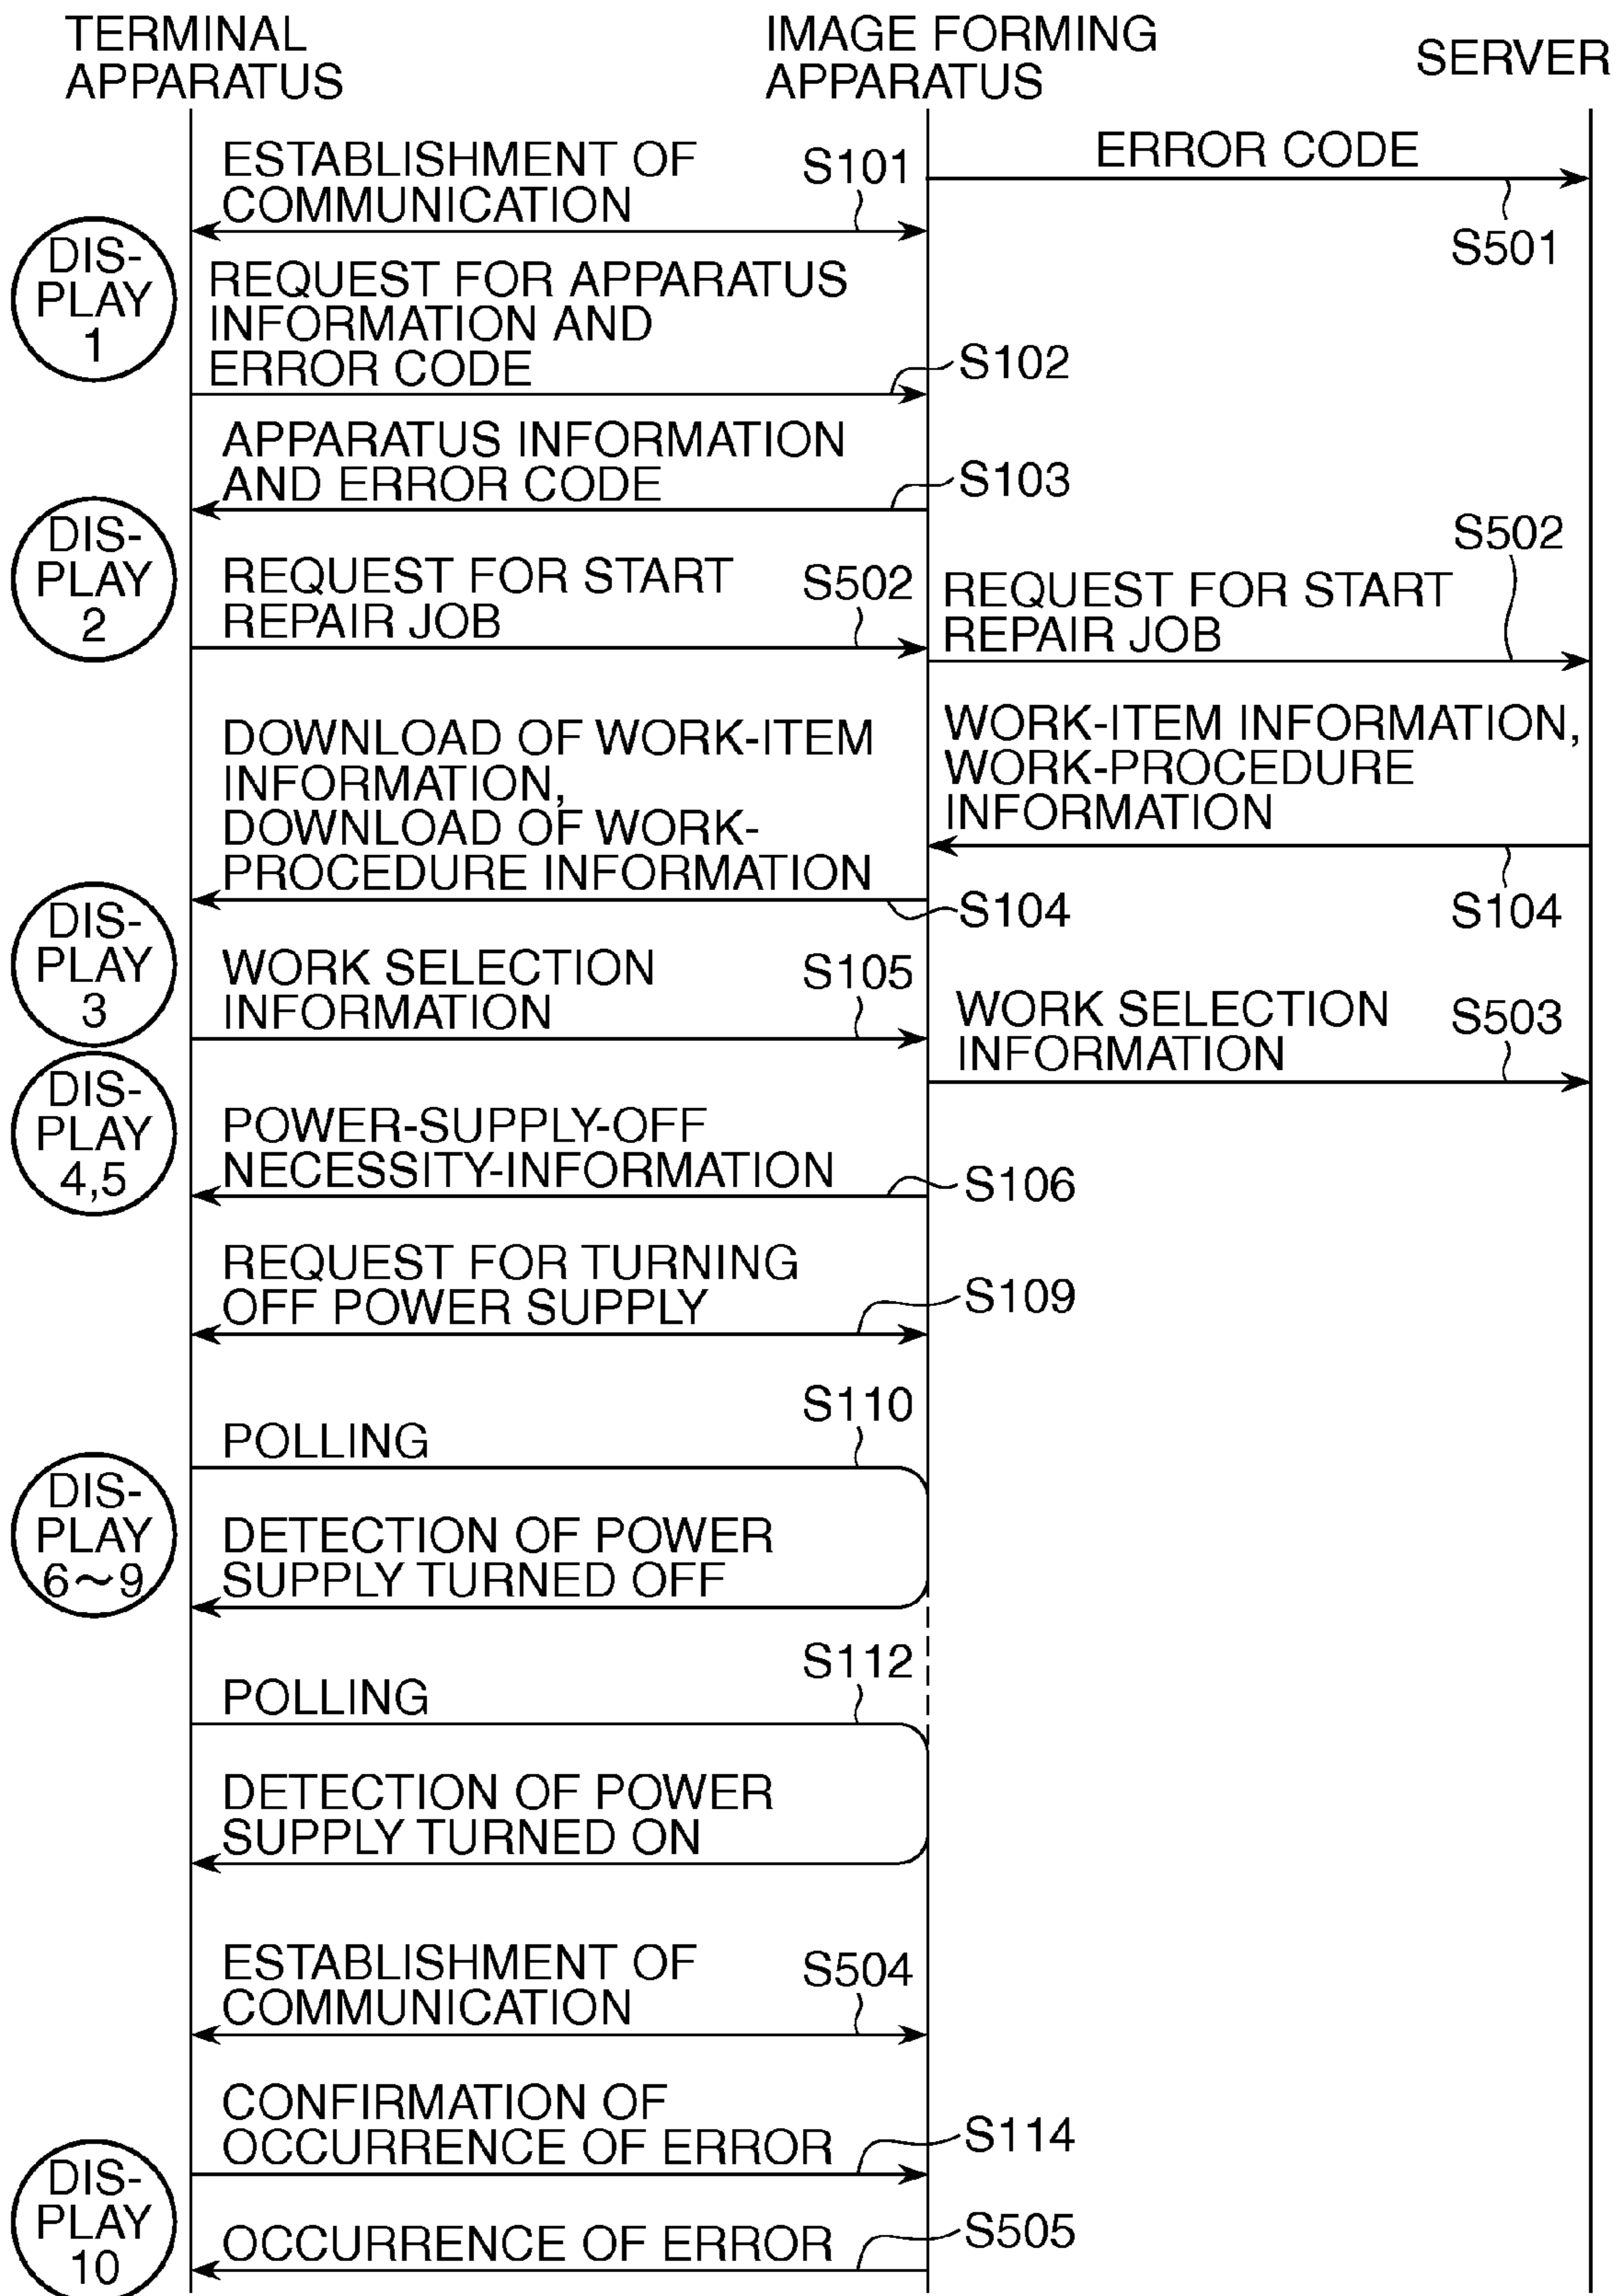 TERMINAL
APPARATUS
IMAGE FORMING
APPARATUS
SERVER
ESTABLISHMENT OF
COMMUNICATION
S101
ERROR CODE
S501
DIS-
PLAY
1
REQUEST FOR APPARATUS
INFORMATION AND
ERROR CODE
S102
APPARATUS INFORMATION
AND ERROR CODE
S103
DIS-
PLAY
2
REQUEST FOR START
REPAIR JOB
S502
REQUEST FOR START
REPAIR JOB
S502
DOWNLOAD OF WORK-ITEM
INFORMATION,
DOWNLOAD OF WORK-
PROCEDURE INFORMATION
S104
WORK-ITEM INFORMATION,
WORK-PROCEDURE
INFORMATION
S104
DIS-
PLAY
3
WORK SELECTION
INFORMATION
S105
WORK SELECTION
INFORMATION
S503
DIS-
PLAY
4,5
POWER-SUPPLY-OFF
NECESSITY-INFORMATION
S106
REQUEST FOR TURNING
OFF POWER SUPPLY
S109
POLLING
S110
DIS-
PLAY
6～9
DETECTION OF POWER
SUPPLY TURNED OFF
POLLING
S112
DETECTION OF POWER
SUPPLY TURNED ON
ESTABLISHMENT OF
COMMUNICATION
S504
CONFIRMATION OF
OCCURRENCE OF ERROR
S114
DIS-
PLAY
10
OCCURRENCE OF ERROR
S505